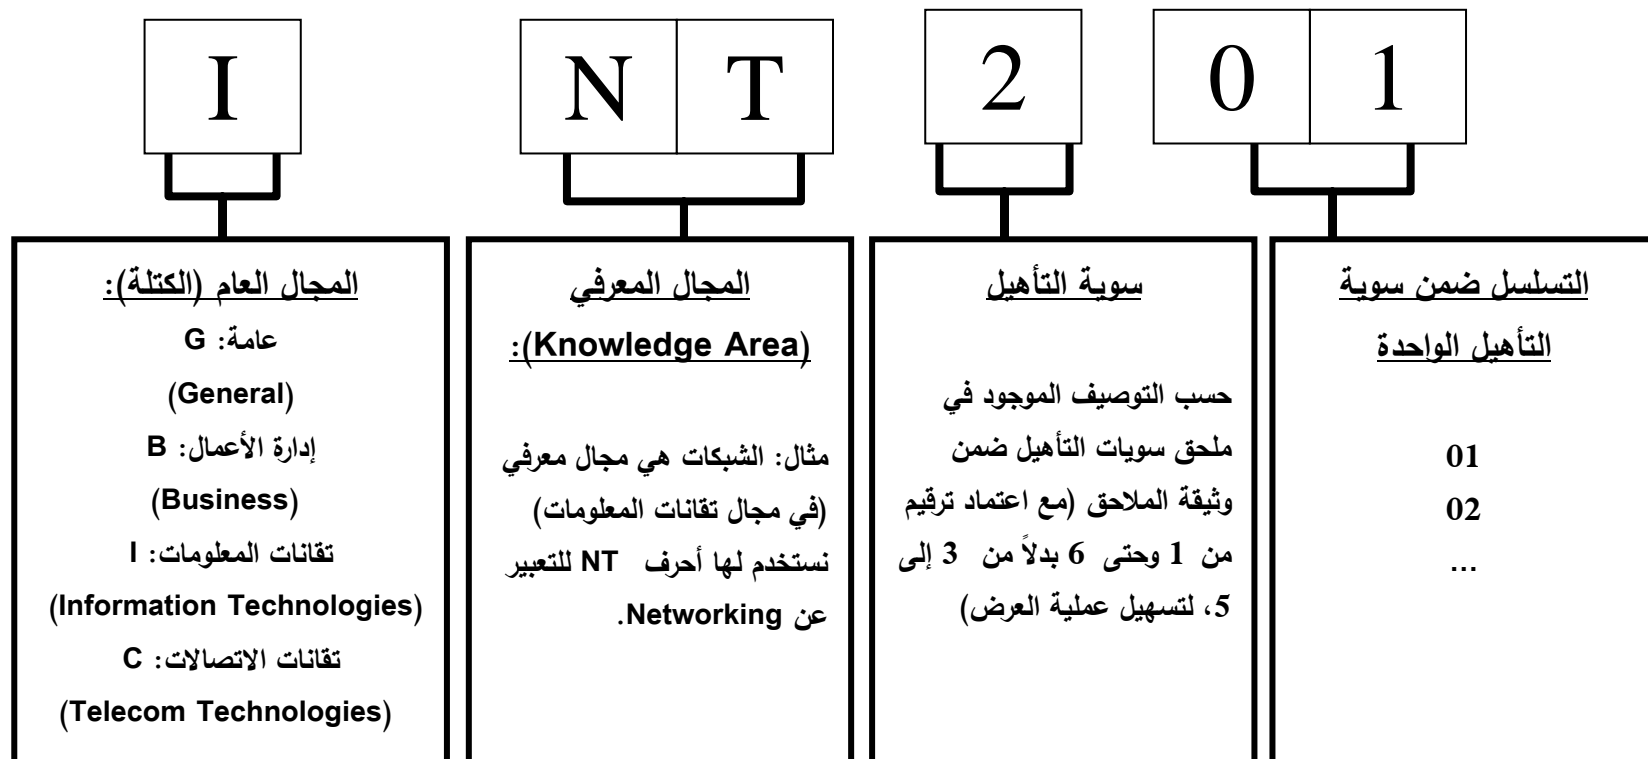 I
N T
2
0 1
المجال العام (الكتلة):
عامة: G
(General)
إدارة الأعمال: B
(Business)
تقانات المعلومات: I
(Information Technologies)
تقانات الاتصالات: C
(Telecom Technologies)
المجال المعرفي
(Knowledge Area):
مثال: الشبكات هي مجال معرفي
(في مجال تقانات المعلومات)
نستخدم لها أحرف NT للتعبير
عن Networking.
سوية التأهيل
حسب التوصيف الموجود في
ملحق سويات التأهيل ضمن
وثيقة الملاحق (مع اعتماد ترقيم
من 1 وحتى 6 بدلاً من 3 إلى
5، لتسهيل عملية العرض)
التسلسل ضمن سوية
التأهيل الواحدة
01
02
...